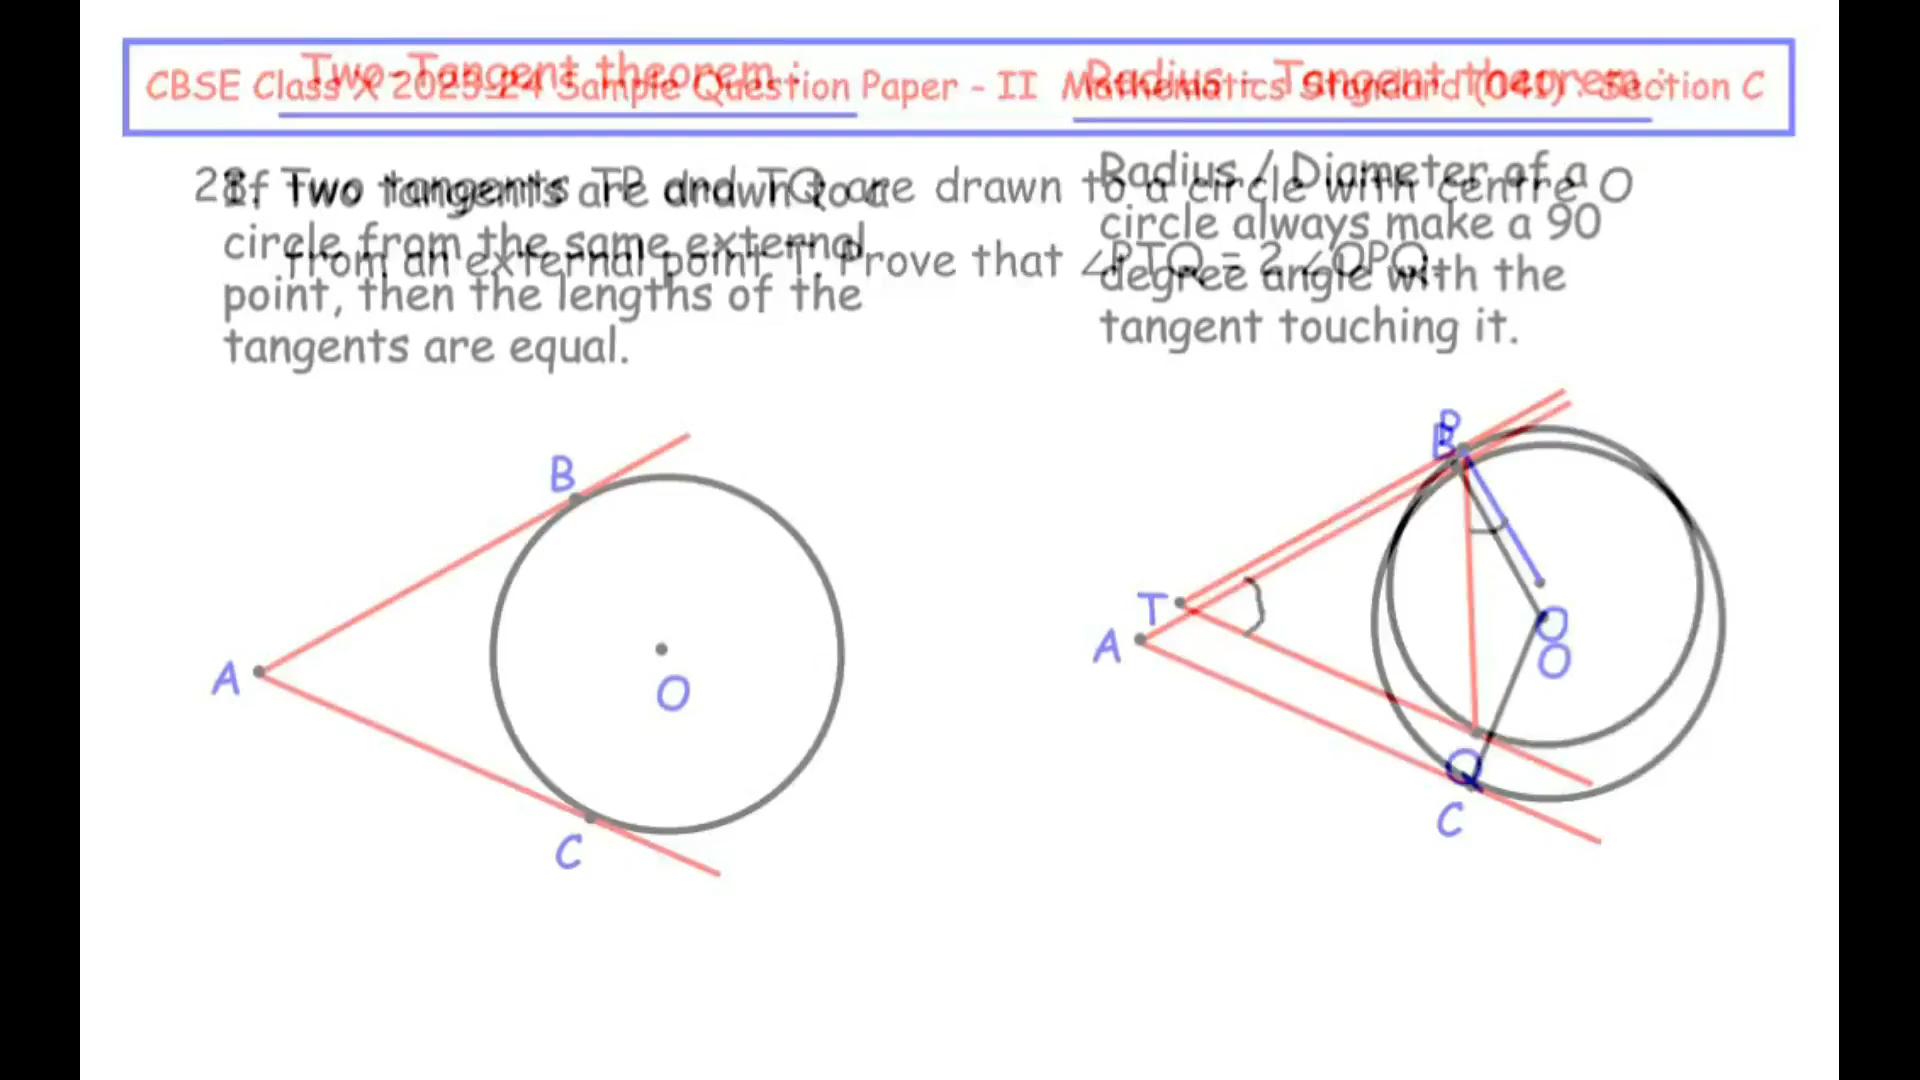 CBSE Class X 2023-24 Sample Question Paper - II Mathematics Standard (041) : Section C
Two-Tangent theorem :
Radius - Tangent theorem :
Two tangents TP and TQ are drawn to a circle with centre O
from an external point T. Prove that ∠PTQ = 2 ∠OPQ.
If two tangents are drawn to a
circle from the same external
point, then the lengths of the
tangents are equal.
Radius / Diameter of a
circle always make a 90
degree angle with the
tangent touching it.
B
A
O
C
P
B
T
A
O
O
Q
C